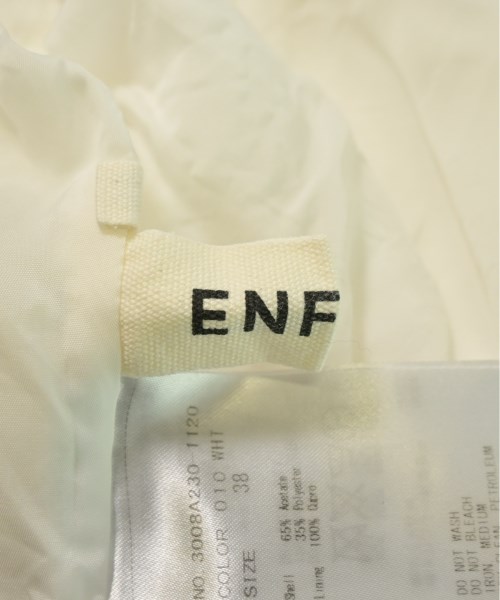 ENF
NO. 3008A230-1120
COLOR 010 WHT
SIZE 38
Shell 65% Acetate
35% Polyester
Lining 100% Cupro
DO NOT WASH
DO NOT BLEACH
IRON MEDIUM
PETROLEUM